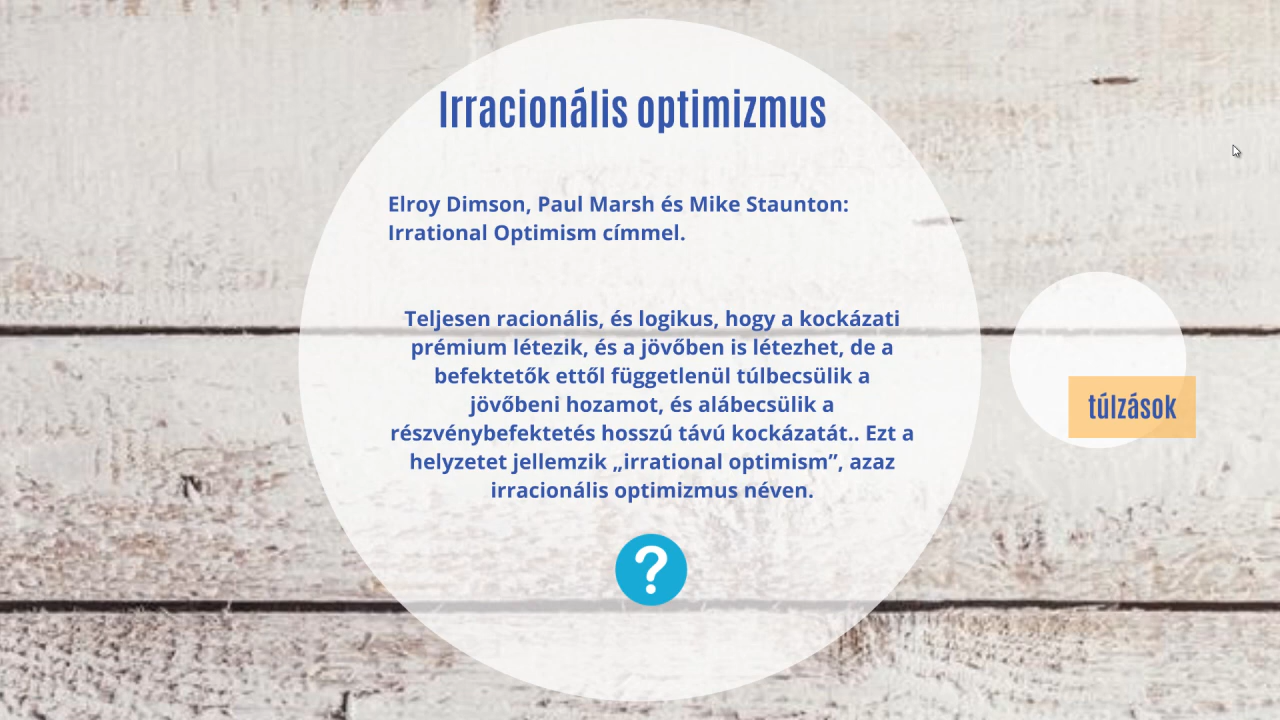 Irracionális optimizmus
Elroy Dimson, Paul Marsh és Mike Staunton:
Irrational Optimism címmel.
Teljesen racionális, és logikus, hogy a kockázati
prémium létezik, és a jövőben is létezhet, de a
befektetők ettől függetlenül túlbecsülik a
jövőbeni hozamot, és alábecsülik a
részvénybefektetés hosszú távú kockázatát.. Ezt a
helyzetet jellemzik „irrational optimism”, azaz
irracionális optimizmus néven.
?
túlzások